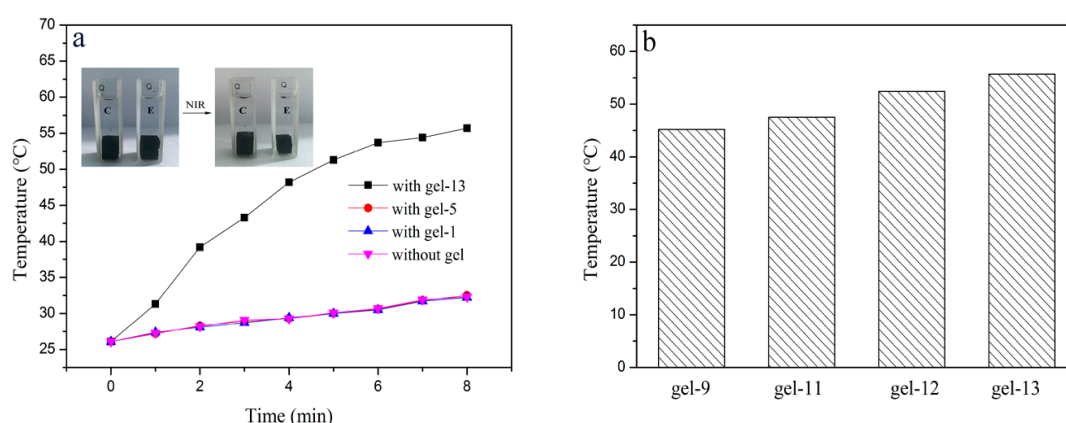 a
Temperature (°C)
70
65
60
55
50
45
40
35
30
25
C
E
NIR
C
E
with gel-13
with gel-5
with gel-1
without gel
0
2
4
6
8
Time (min)
b
Temperature (°C)
60
50
40
30
20
10
0
gel-9
gel-11
gel-12
gel-13